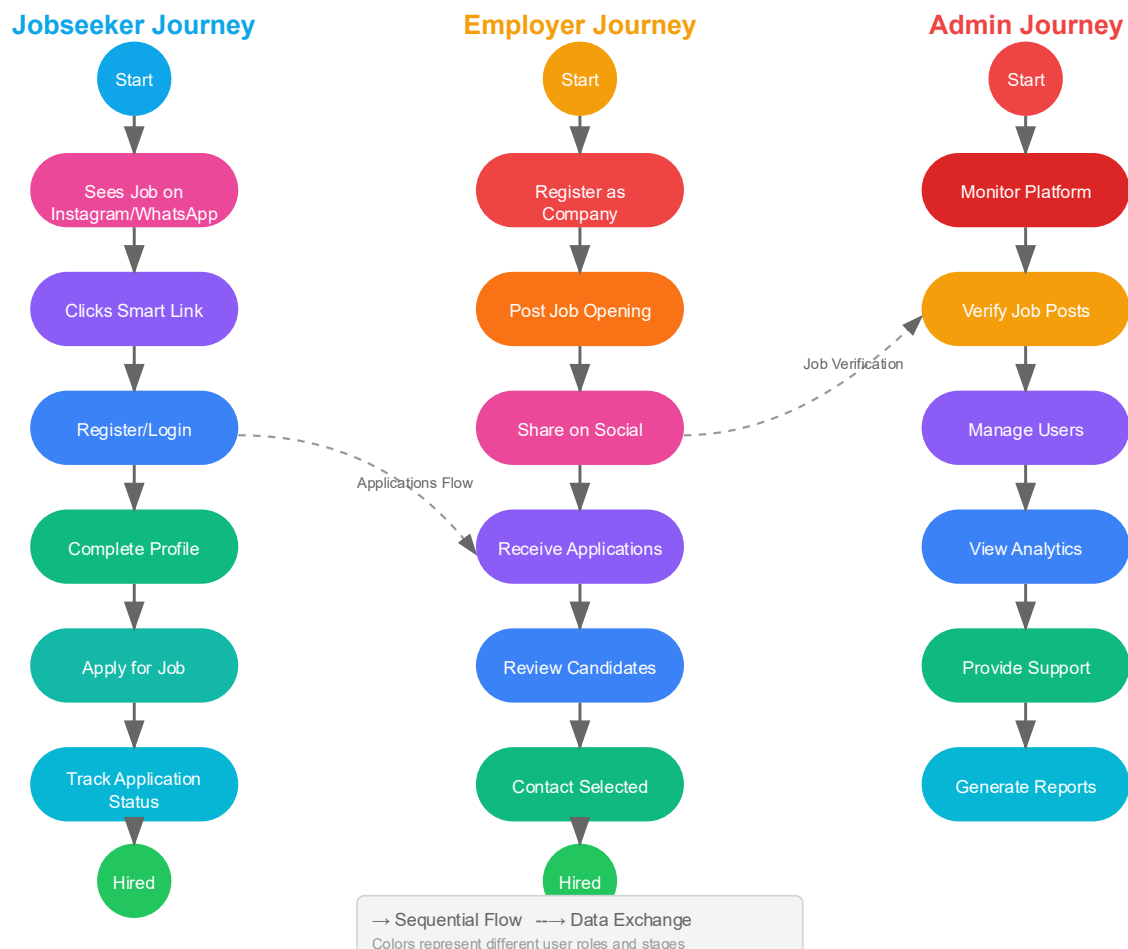 Jobseeker Journey
Start
Sees Job on
Instagram/WhatsApp
Clicks Smart Link
Register/Login
Complete Profile
Apply for Job
Track Application
Status
Hired
Employer Journey
Start
Register as
Company
Post Job Opening
Share on Social
Receive Applications
Review Candidates
Contact Selected
Hired
Admin Journey
Start
Monitor Platform
Verify Job Posts
Manage Users
View Analytics
Provide Support
Generate Reports
Applications Flow
Job Verification
→ Sequential Flow --→ Data Exchange
Colors represent different user roles and stages